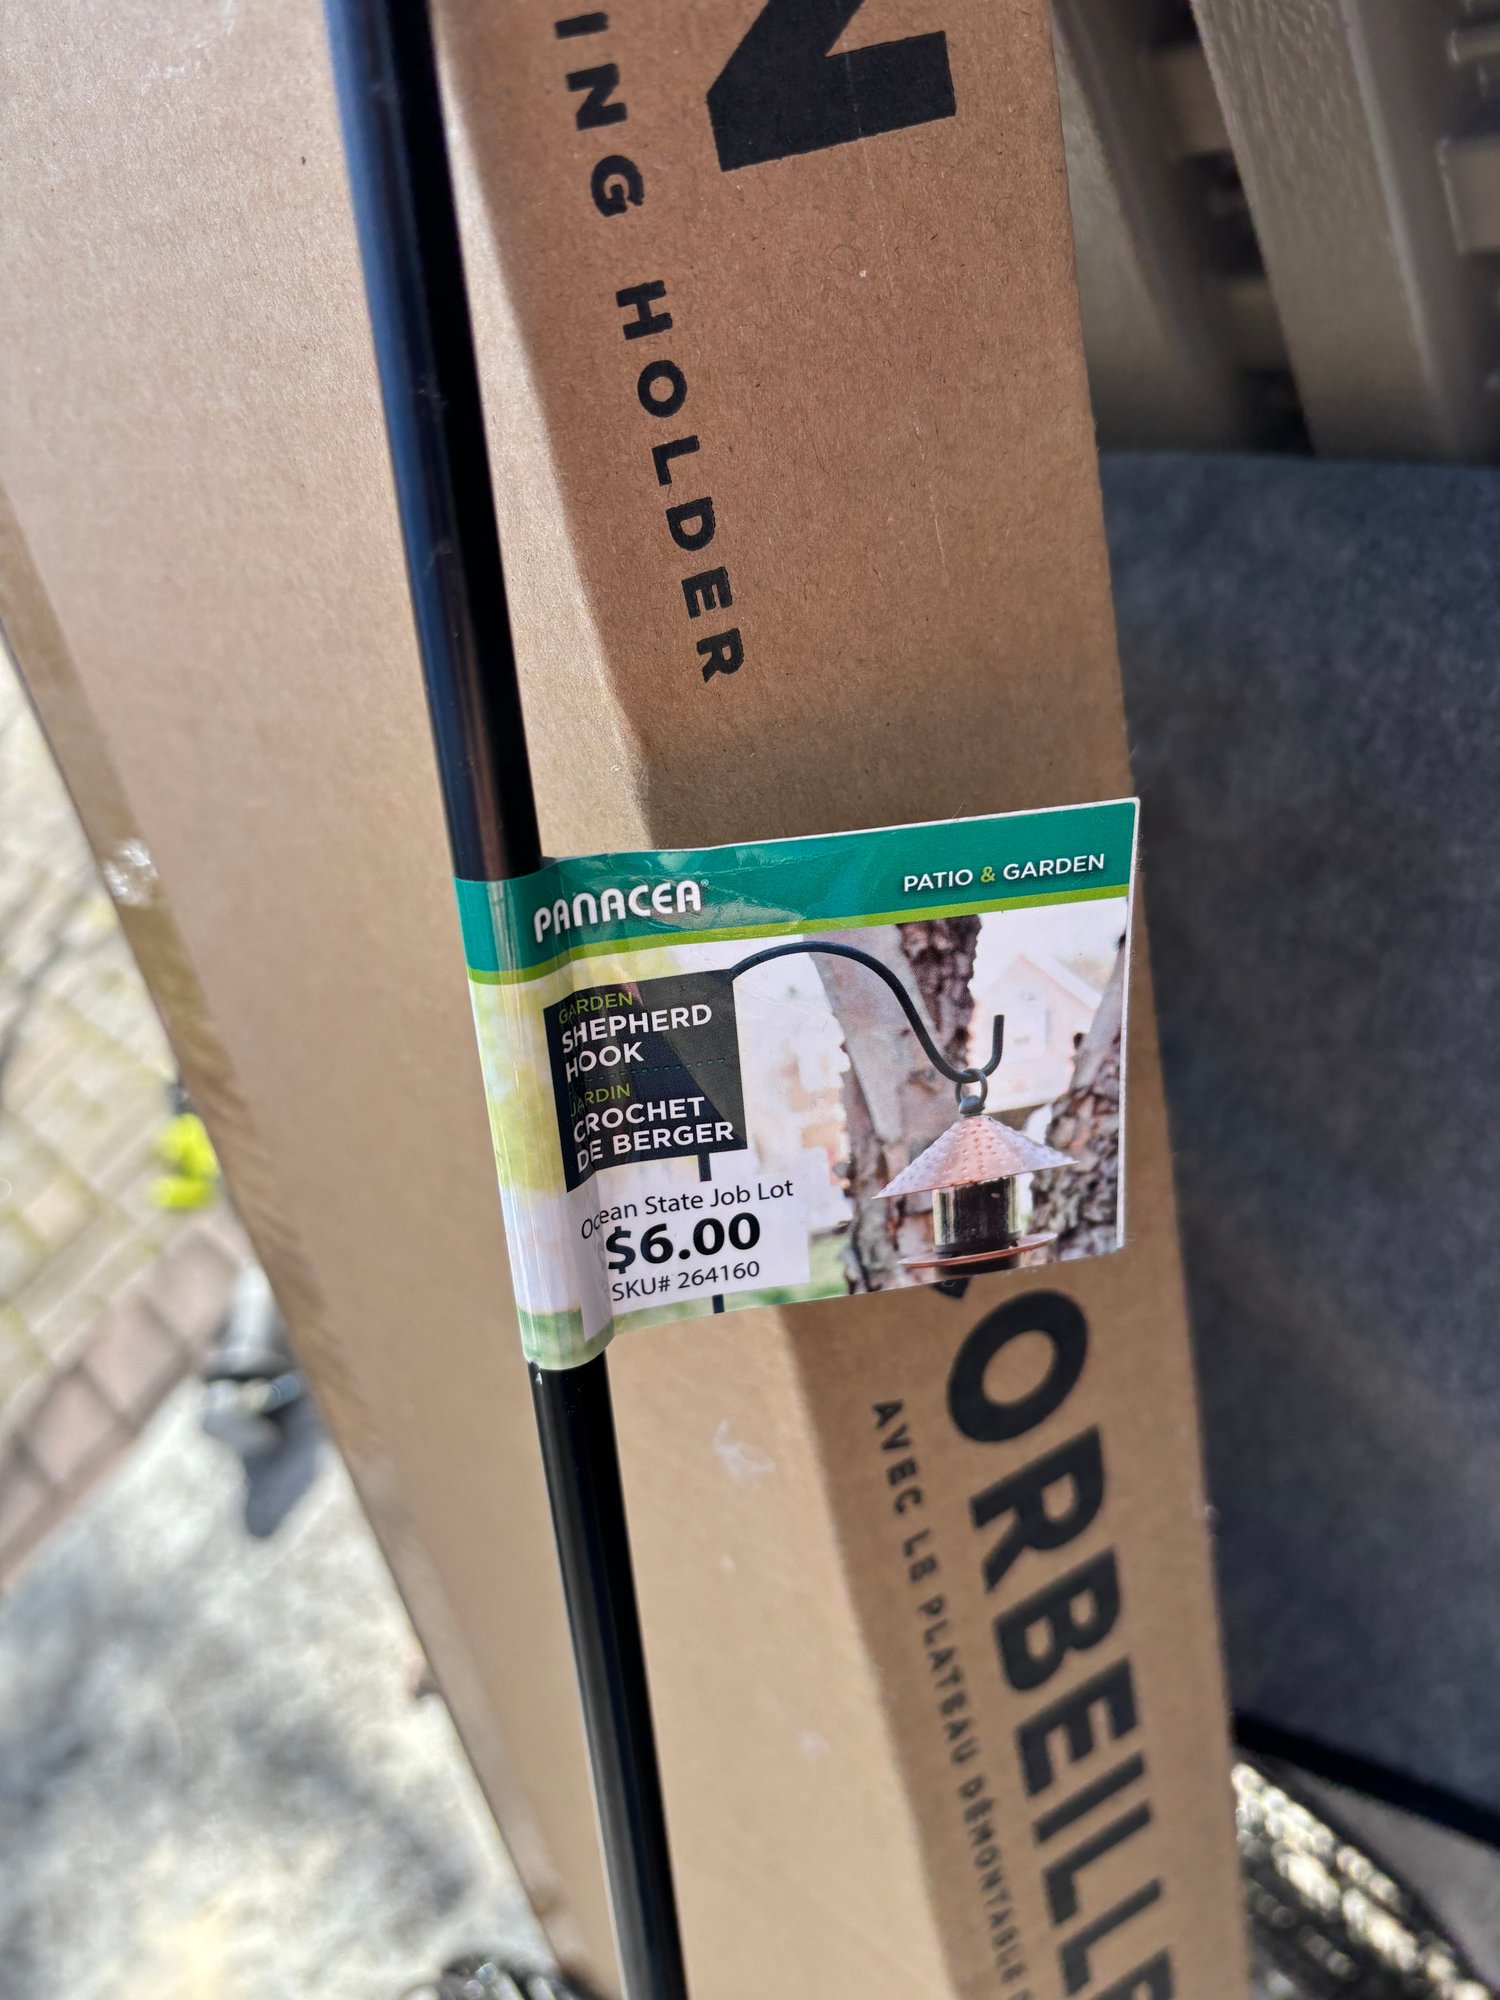 ING HOLDER
PANACEA®
PATIO & GARDEN
GARDEN
SHEPHERD
HOOK
JARDIN
CROCHET
DE BERGER
Ocean State Job Lot
$6.00
SKU# 264160
ORBEILLE
AVEC LE PLATEAU DÉMONTABLE